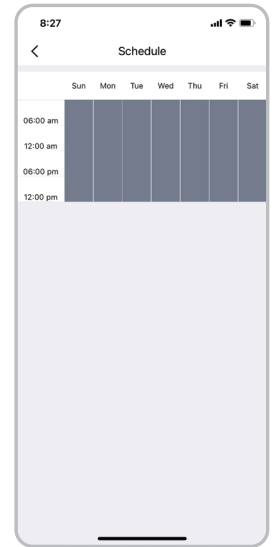 8:27
Schedule
Sun Mon Tue Wed Thu Fri Sat
06:00 am
12:00 am
06:00 pm
12:00 pm